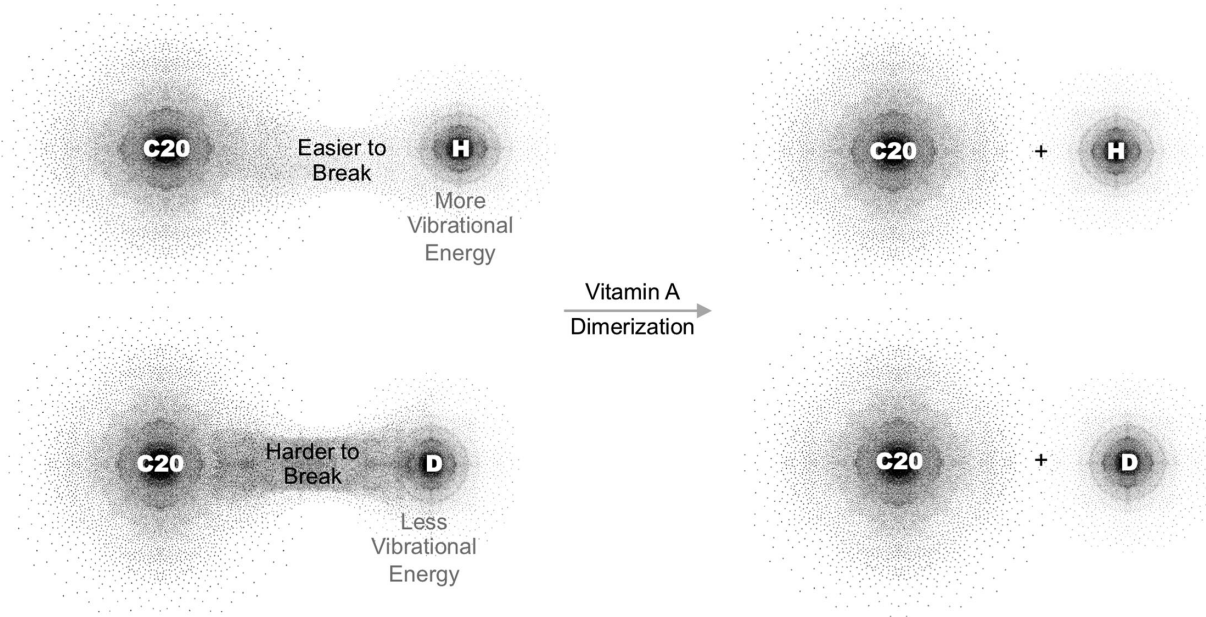 C20
Easier to
Break
H
More
Vibrational
Energy
C20
+
H
Vitamin A
Dimerization
C20
Harder to
Break
D
Less
Vibrational
Energy
C20
+
D